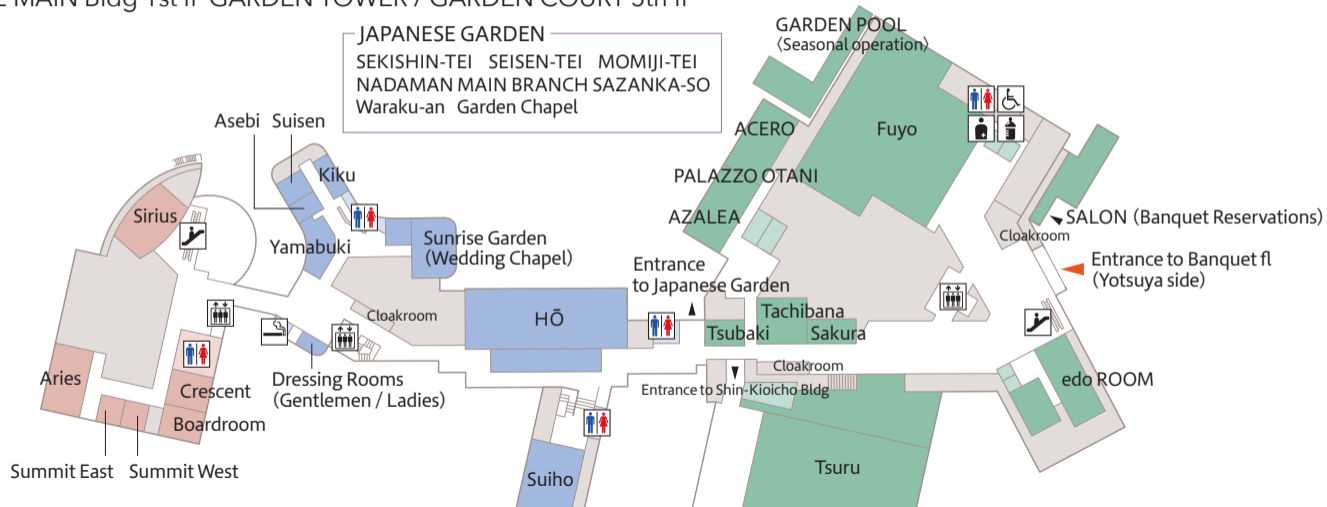 MAIN Bldg 1st fl GARDEN TOWER / GARDEN COURT 5th fl
JAPANESE GARDEN
SEKISHIN-TEI SEISEN-TEI MOMIJI-TEI
NADAMAN MAIN BRANCH SAZANKA-SO
Waraku-an Garden Chapel
GARDEN POOL
〈Seasonal operation〉
Asebi Suisen
Kiku
Sirius
Yamabuki
Sunrise Garden
(Wedding Chapel)
ACERO
Fuyo
PALAZZO OTANI
AZALEA
SALON (Banquet Reservations)
Cloakroom
Entrance to Banquet fl
(Yotsuya side)
Entrance
to Japanese Garden
Cloakroom
HŌ
Tachibana
Tsubaki
Sakura
Cloakroom
Entrance to Shin-Kioicho Bldg
edo ROOM
Aries
Crescent
Boardroom
Dressing Rooms
(Gentlemen / Ladies)
Summit East
Summit West
Suiho
Tsuru